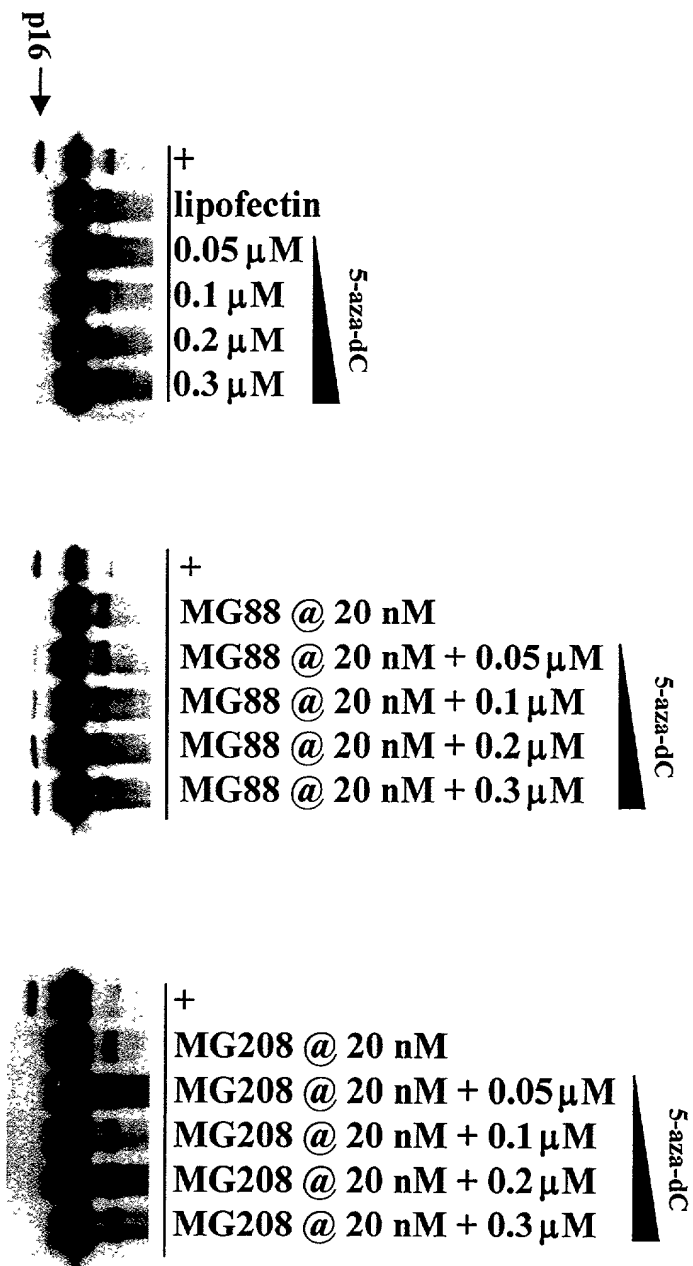 p16
+
lipofectin
0.05 μM
0.1 μM
0.2 μM
0.3 μM
5-aza-dC
+
MG88 @ 20 nM
MG88 @ 20 nM + 0.05 μM
MG88 @ 20 nM + 0.1 μM
MG88 @ 20 nM + 0.2 μM
MG88 @ 20 nM + 0.3 μM
5-aza-dC
+
MG208 @ 20 nM
MG208 @ 20 nM + 0.05 μM
MG208 @ 20 nM + 0.1 μM
MG208 @ 20 nM + 0.2 μM
MG208 @ 20 nM + 0.3 μM
5-aza-dC